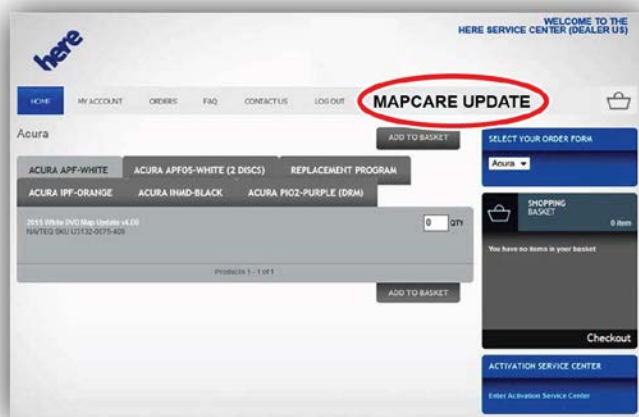 WELCOME TO THE
HERE SERVICE CENTER (DEALER US)
here
HOME MY ACCOUNT ORDERS FAQ CONTACT US LOG OUT MAPCARE UPDATE
Acura
ADD TO BASKET
SELECT YOUR ORDER FORM
Acura
ACURA APF-WHITE ACURA APF05-WHITE (2 DISCS) REPLACEMENT PROGRAM
ACURA IPF-ORANGE ACURA INMD-BLACK ACURA PIO2-PURPLE (DRM)
SHOPPING
BASKET
0 item
White DVD Map Update
0 QTY
You have no items in your basket
Products 1 - 1 of 1
ADD TO BASKET
Checkout
ACTIVATION SERVICE CENTER
Enter Activation Service Center